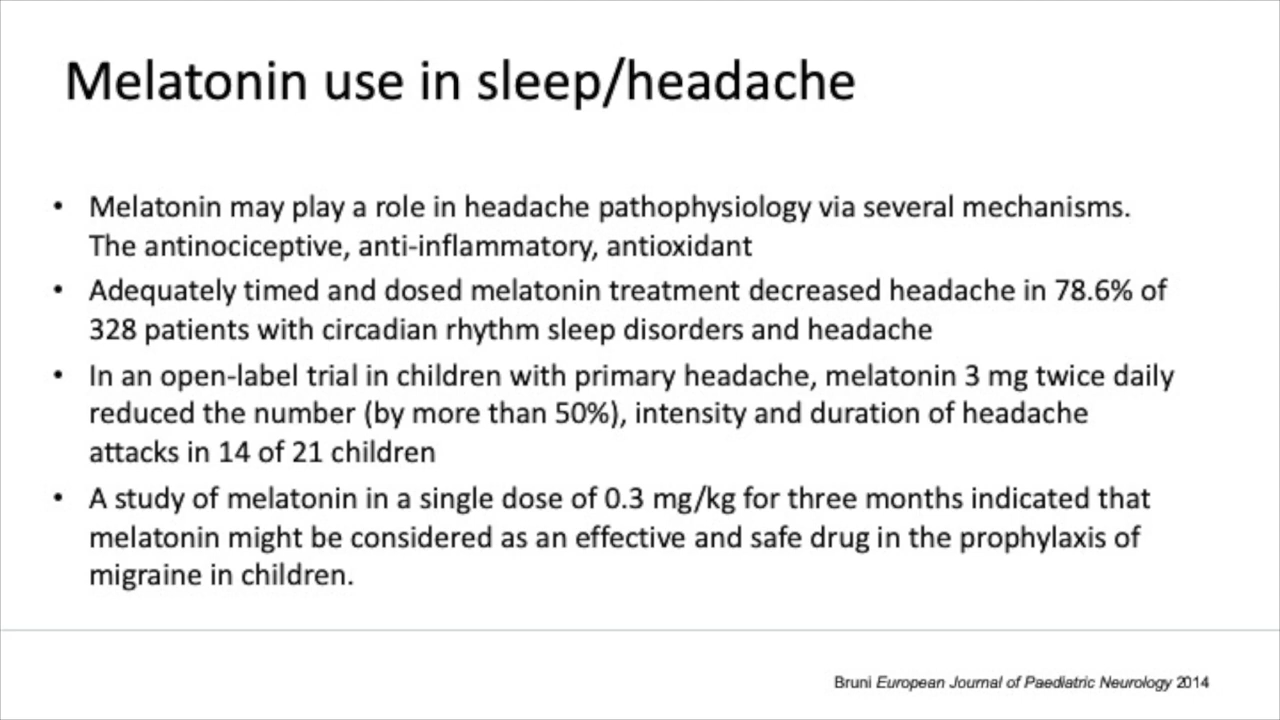 Melatonin use in sleep/headache
• Melatonin may play a role in headache pathophysiology via several mechanisms.
The antinociceptive, anti-inflammatory, antioxidant
• Adequately timed and dosed melatonin treatment decreased headache in 78.6% of
328 patients with circadian rhythm sleep disorders and headache
• In an open-label trial in children with primary headache, melatonin 3 mg twice daily
reduced the number (by more than 50%), intensity and duration of headache
attacks in 14 of 21 children
• A study of melatonin in a single dose of 0.3 mg/kg for three months indicated that
melatonin might be considered as an effective and safe drug in the prophylaxis of
migraine in children.
Bruni European Journal of Paediatric Neurology 2014